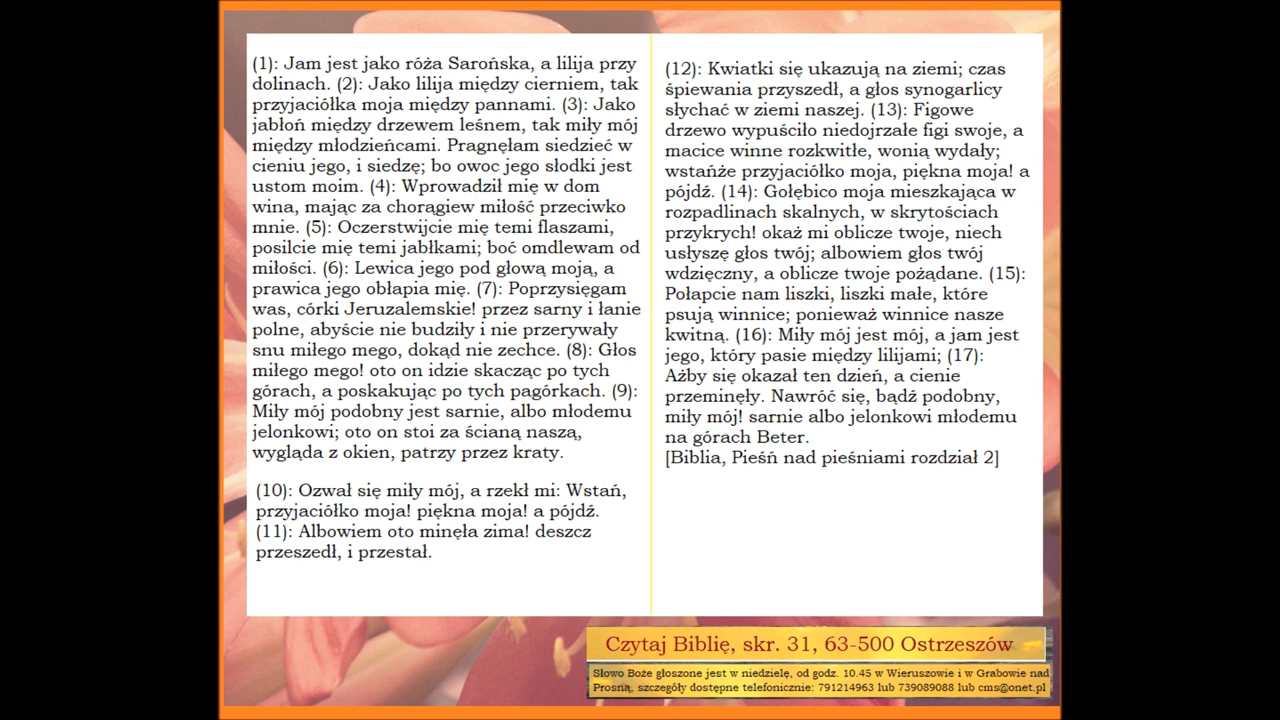 (1): Jam jest jako róża Sarońska, a lilija przy
dolinach. (2): Jako lilija między cierniem, tak
przyjaciółka moja między pannami. (3): Jako
jabłoń między drzewem leśnem, tak miły mój
między młodzieńcami. Pragnęłam siedzieć w
cieniu jego, i siedzę; bo owoc jego słodki jest
ustom moim. (4): Wprowadził mię w dom
wina, mając za chorągiew miłość przeciwko
mnie. (5): Oczerstwijcie mię temi flaszami,
posilcie mię temi jabłkami; boć omdlewam od
miłości. (6): Lewica jego pod głową moją, a
prawica jego obłapia mię. (7): Poprzysięgam
was, córki Jeruzalemskie! przez sarny i łanie
polne, abyście nie budziły i nie przerywały
snu miłego mego, dokąd nie zechce. (8): Głos
miłego mego! oto on idzie skacząc po tych
górach, a poskakując po tych pagórkach. (9):
Miły mój podobny jest sarnie, albo młodemu
jelonkowi; oto on stoi za ścianą naszą,
wygląda z okien, patrzy przez kraty.
(10): Ozwał się miły mój, a rzekł mi: Wstań,
przyjaciółko moja! piękna moja! a pójdź.
(11): Albowiem oto minęła zima! deszcz
przeszedł, i przestał.
(12): Kwiatki się ukazują na ziemi; czas
śpiewania przyszedł, a głos synogarlicy
słychać w ziemi naszej. (13): Figowe
drzewo wypuściło niedojrzałe figi swoje, a
macice winne rozkwitłe, wonią wydały;
wstańże przyjaciółko moja, piękna moja! a
pójdź. (14): Gołębico moja mieszkająca w
rozpadlinach skalnych, w skrytościach
przykrych! okaż mi oblicze twoje, niech
usłyszę głos twój; albowiem głos twój
wdzięczny, a oblicze twoje pożądane. (15):
Połapcie nam liszki, liszki małe, które
psują winnice; ponieważ winnice nasze
kwitną. (16): Miły mój jest mój, a jam jest
jego, który pasie między lilijami; (17):
Ażby się okazał ten dzień, a cienie
przeminęły. Nawróć się, bądź podobny,
miły mój! sarnie albo jelonkowi młodemu
na górach Beter.
[Biblia, Pieśń nad pieśniami rozdział 2]
Czytaj Biblię, skr. 31, 63-500 Ostrzeszów
Słowo Boże głoszone jest w niedzielę, od godz. 10.45 w Wieruszowie i w Grabowie nad
Prosną, szczegóły dostępne telefonicznie: 791214963 lub 739089088 lub cms@onet.pl